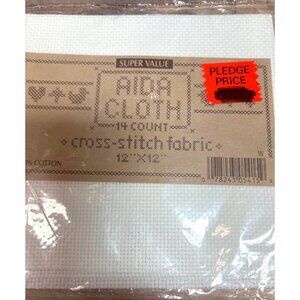 SUPER VALUE
PLEDGE
PRICE
AIDA
CLOTH
14 COUNT
cross-stitch fabric
12"X12"
W
COTTON